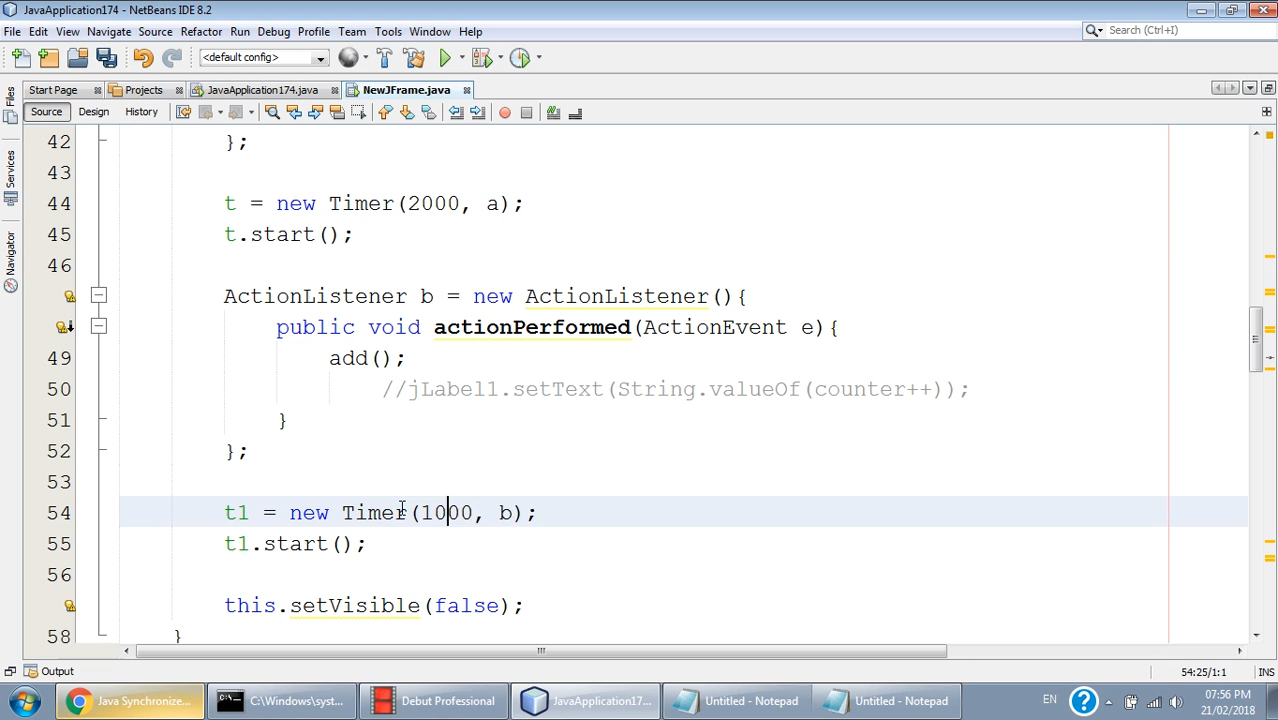 JavaApplication174 - NetBeans IDE 8.2
File Edit View Navigate Source Refactor Run Debug Profile Team Tools Window Help
Search (Ctrl+I)
<default config>
Start Page Projects JavaApplication174.java NewJFrame.java
Source Design History
Files
Services
Navigator
42 };
43
44 t = new Timer(2000, a);
45 t.start();
46
ActionListener b = new ActionListener(){
public void actionPerformed(ActionEvent e){
49 add();
50 //jLabel1.setText(String.valueOf(counter++));
51 }
52 };
53
54 t1 = new Timer(1000, b);
55 t1.start();
56
this.setVisible(false);
58 }
Output
54:25/1:1 INS
Java Synchronize... C:\Windows\syst... Debut Professional JavaApplication17... Untitled - Notepad Untitled - Notepad EN 07:56 PM
21/02/2018